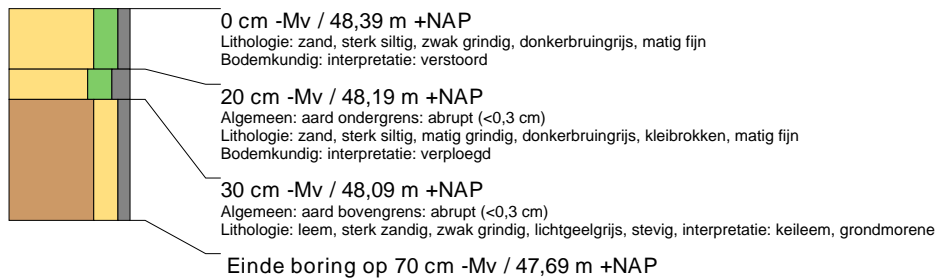 0 cm -Mv / 48,39 m +NAP
Lithologie: zand, sterk siltig, zwak grindig, donkerbruingrijs, matig fijn
Bodemkundig: interpretatie: verstoord
20 cm -Mv / 48,19 m +NAP
Algemeen: aard ondergrens: abrupt (<0,3 cm)
Lithologie: zand, sterk siltig, matig grindig, donkerbruingrijs, kleibrokken, matig fijn
Bodemkundig: interpretatie: verploegd
30 cm -Mv / 48,09 m +NAP
Algemeen: aard bovengrens: abrupt (<0,3 cm)
Lithologie: leem, sterk zandig, zwak grindig, lichtgeelgrijs, stevig, interpretatie: keileem, grondmorene
Einde boring op 70 cm -Mv / 47,69 m +NAP